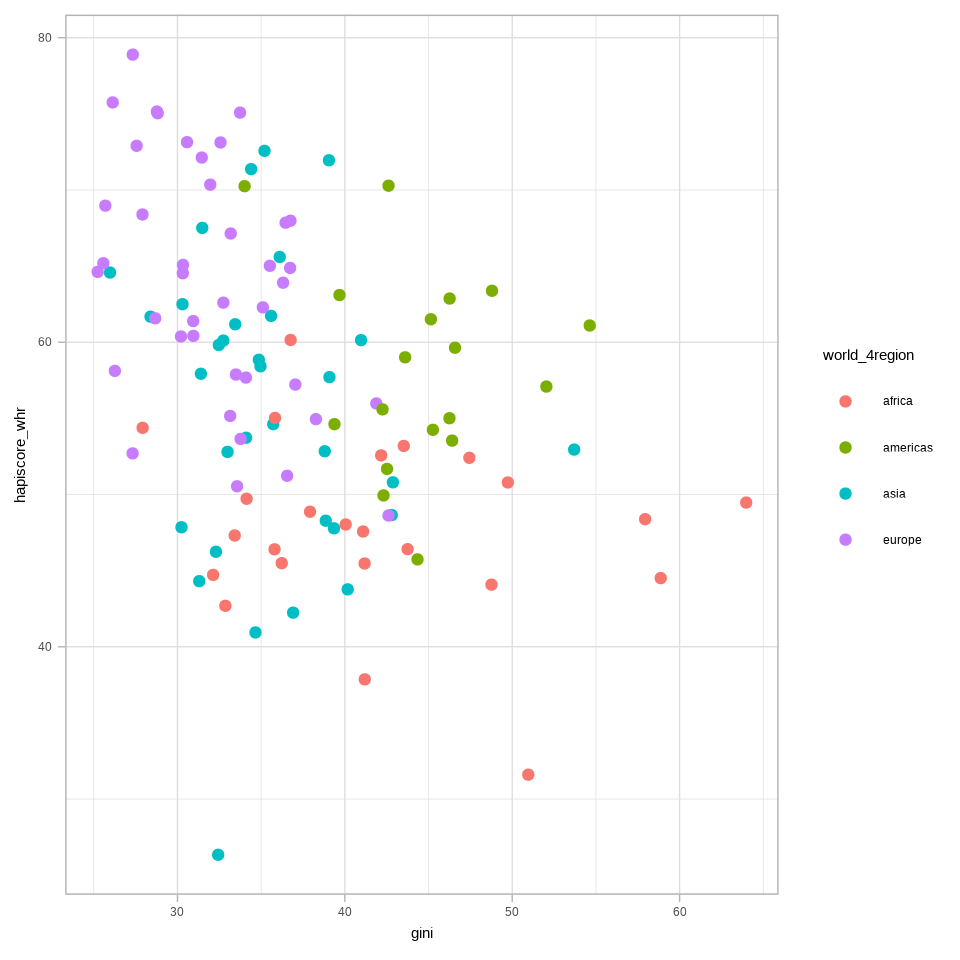 80
60
40
hapiscore_whr
30 40 50 60
gini
world_4region
africa
americas
asia
europe